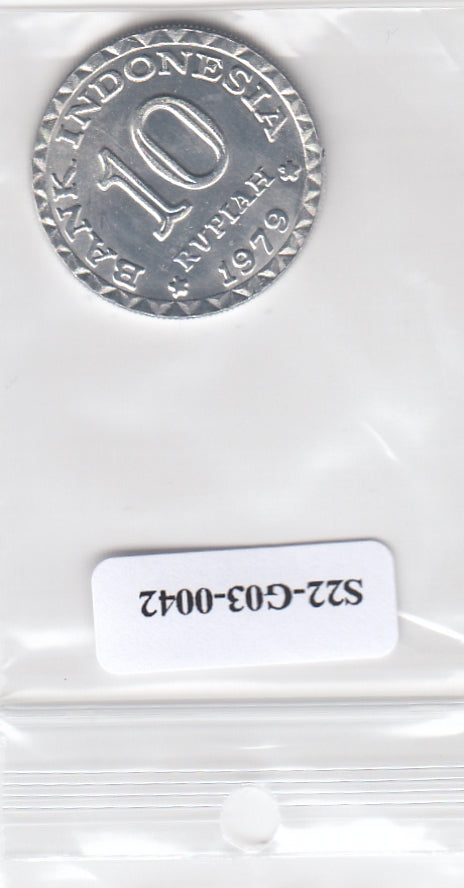 BANK INDONESIA
10
RUPIAH
1979
S22-G03-0042